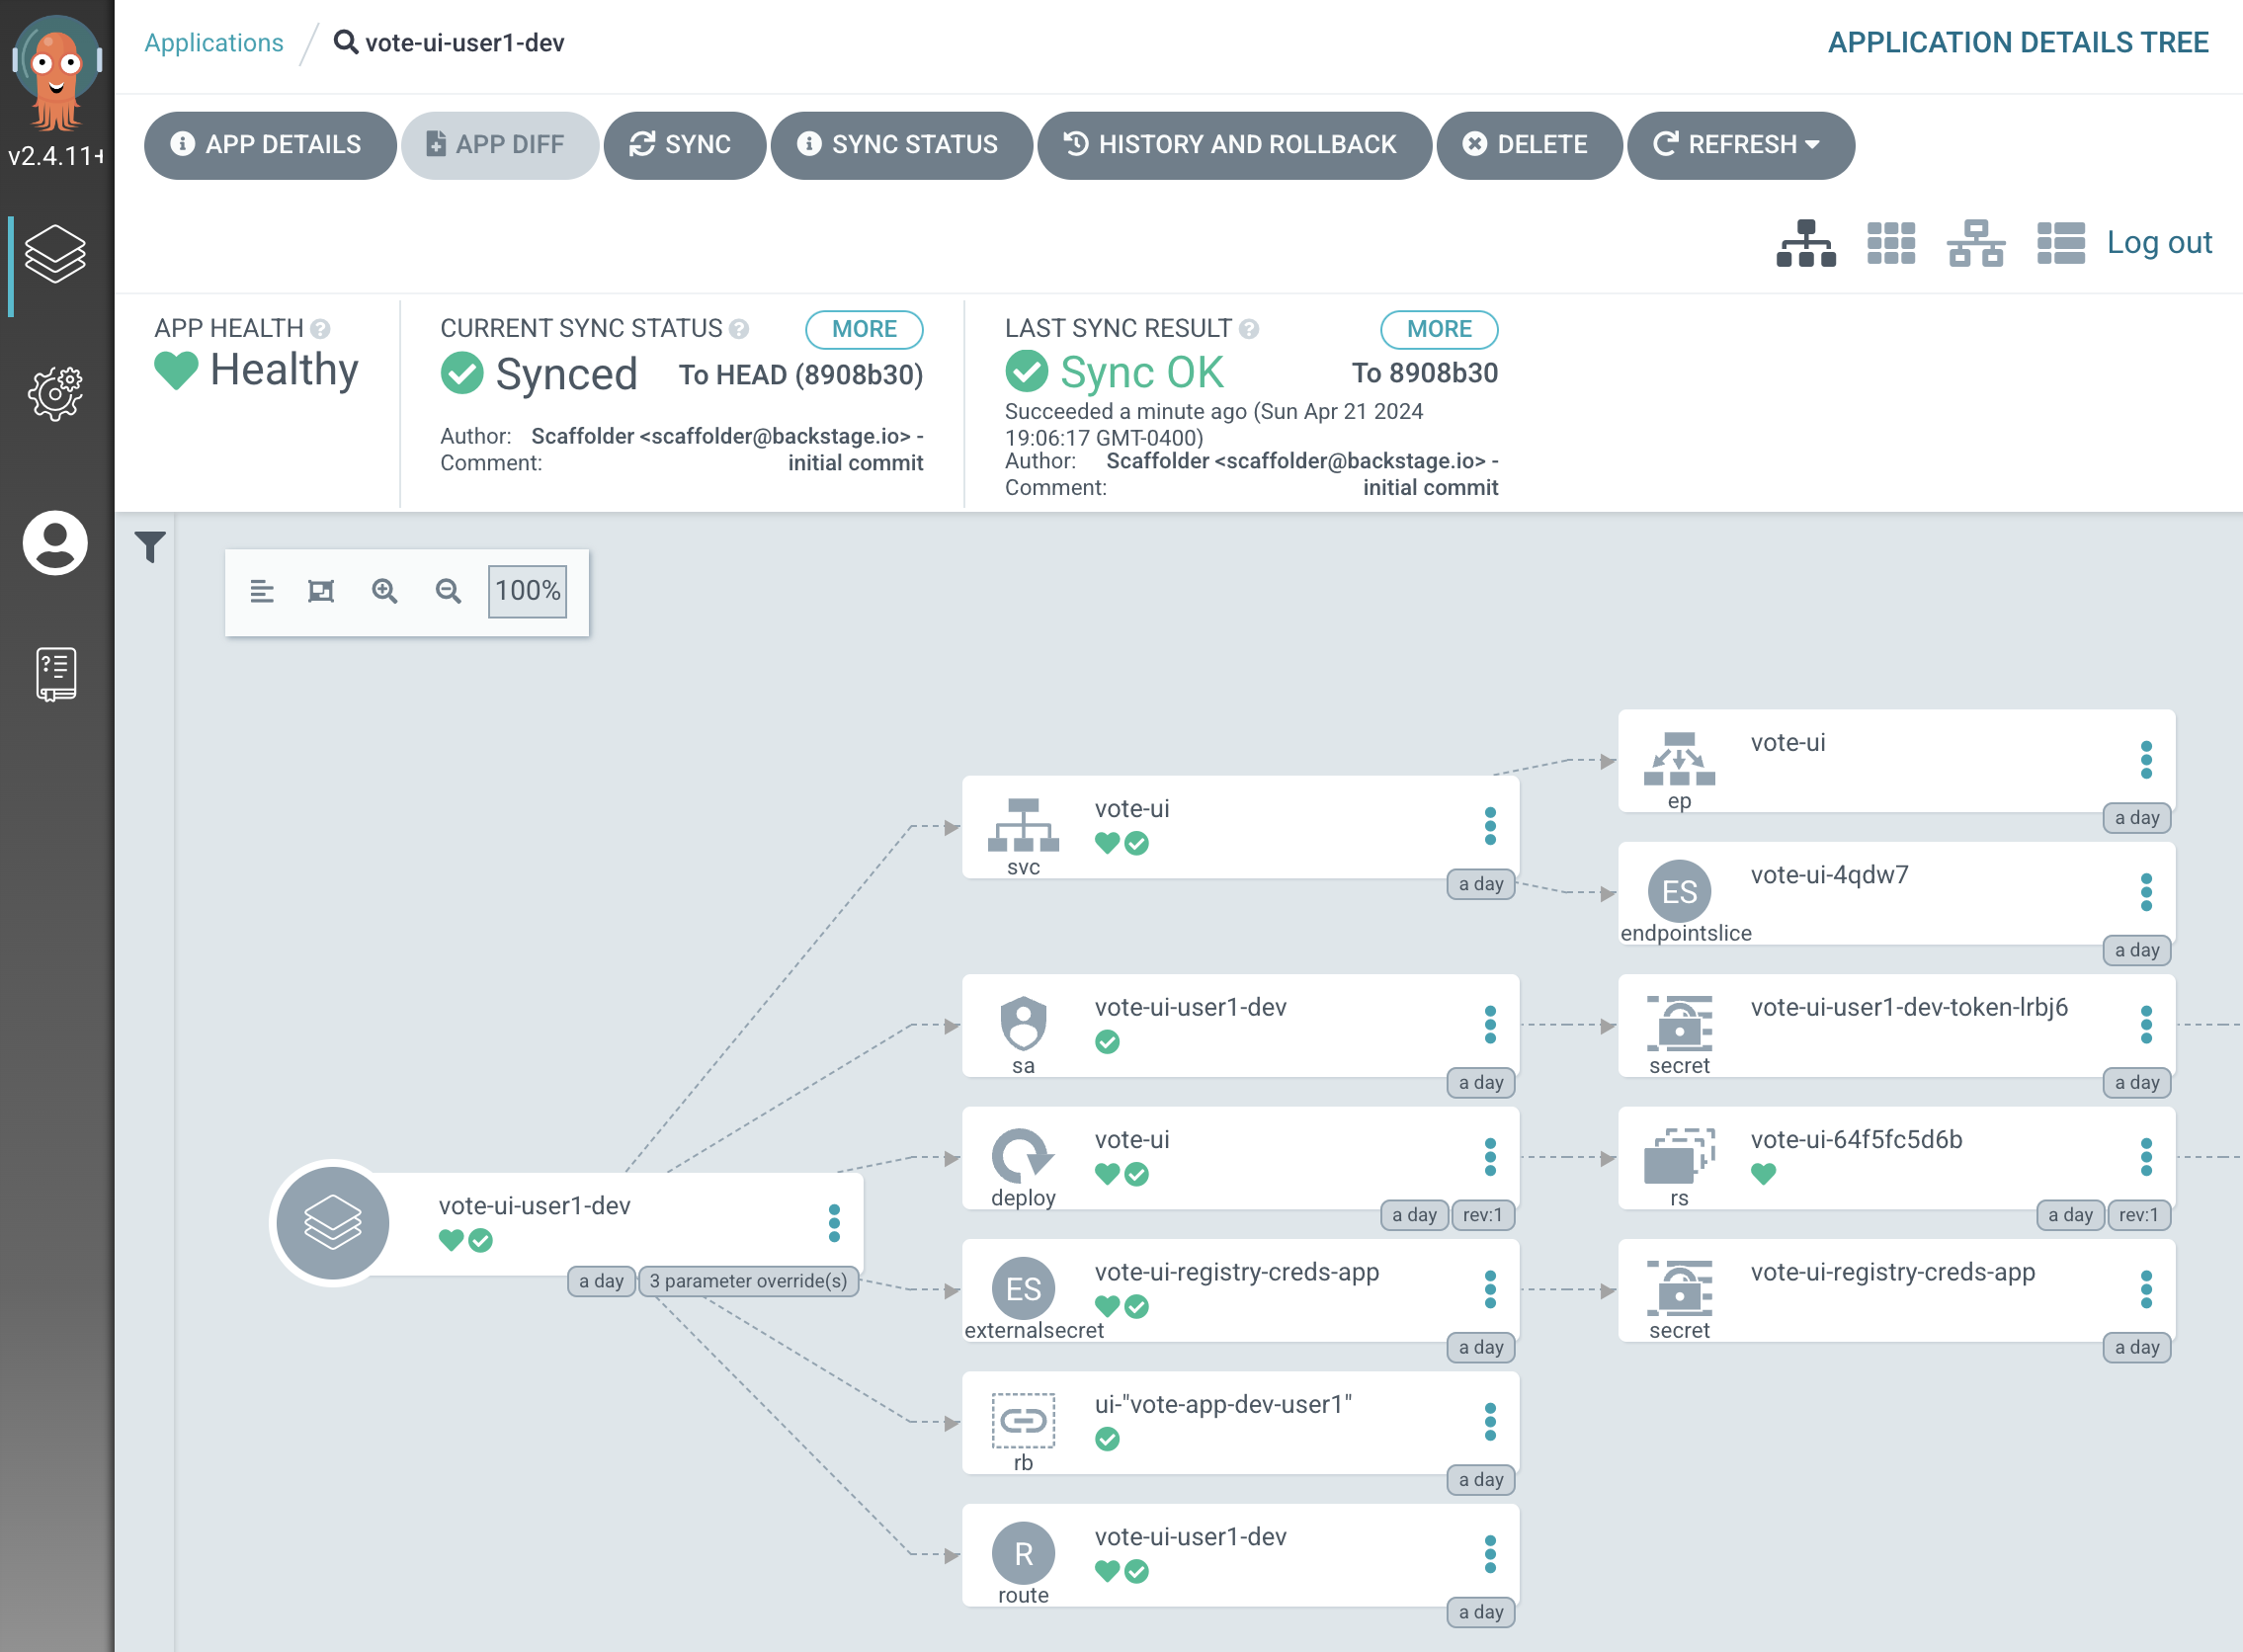 v2.4.11+
Applications
vote-ui-user1-dev
APPLICATION DETAILS TREE
APP DETAILS
APP DIFF
SYNC
SYNC STATUS
HISTORY AND ROLLBACK
DELETE
REFRESH
Log out
APP HEALTH
Healthy
CURRENT SYNC STATUS
MORE
Synced
To HEAD (8908b30)
Author: Scaffolder <scaffolder@backstage.io> -
Comment: initial commit
LAST SYNC RESULT
MORE
Sync OK
To 8908b30
Succeeded a minute ago (Sun Apr 21 2024
19:06:17 GMT-0400)
Author: Scaffolder <scaffolder@backstage.io> -
Comment: initial commit
100%
vote-ui-user1-dev
a day
3 parameter override(s)
vote-ui
svc
a day
vote-ui-user1-dev
sa
a day
vote-ui
deploy
a day
rev:1
ES
vote-ui-registry-creds-app
externalsecret
a day
ui-"vote-app-dev-user1"
rb
a day
R
vote-ui-user1-dev
route
a day
vote-ui
ep
a day
ES
vote-ui-4qdw7
endpointslice
a day
vote-ui-user1-dev-token-lrbj6
secret
a day
vote-ui-64f5fc5d6b
rs
a day
rev:1
vote-ui-registry-creds-app
secret
a day